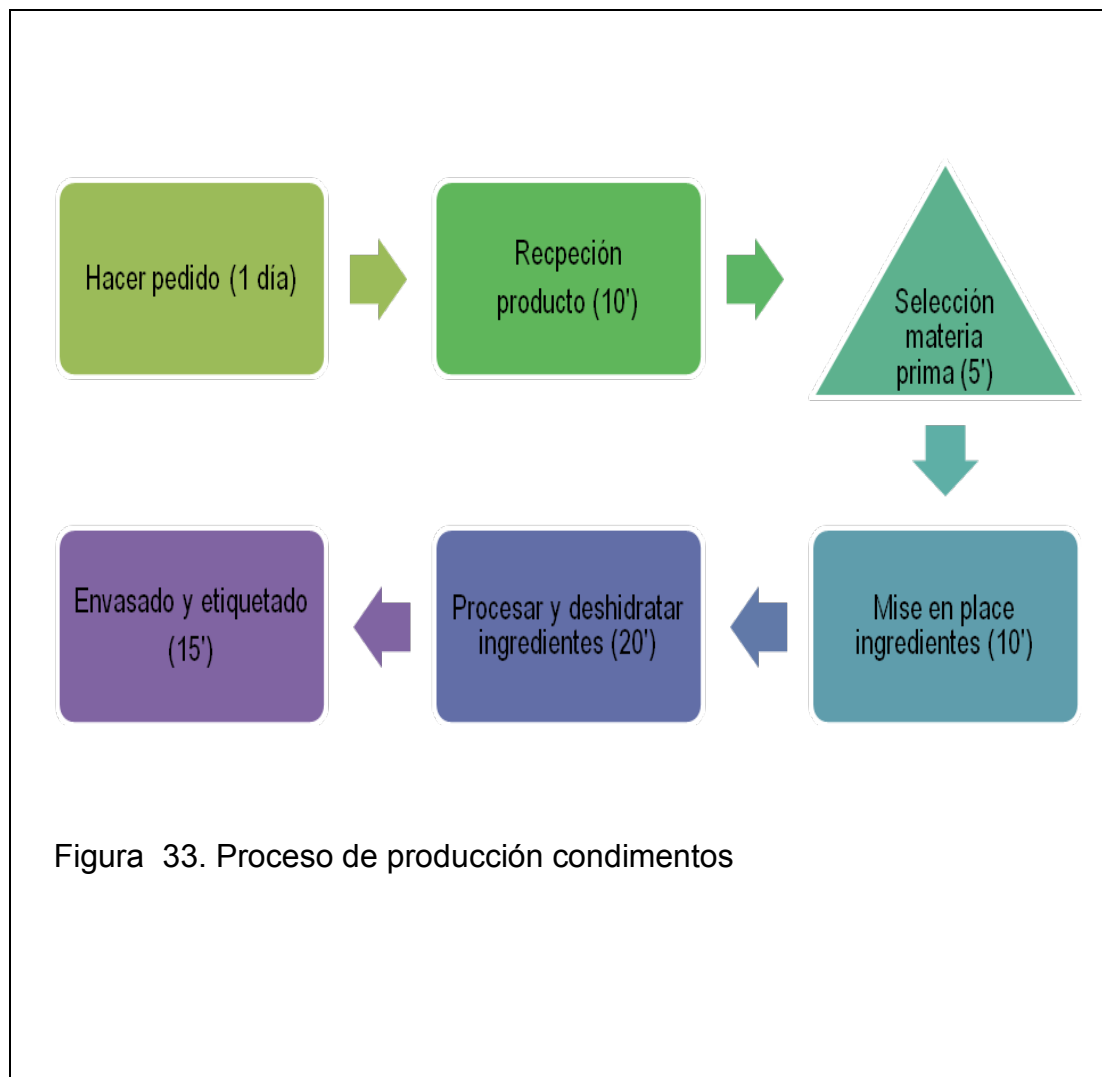 Hacer pedido (1 día)
Recpeción
producto (10')
Selección
materia
prima (5')
Mise en place
ingredientes (10')
Procesar y deshidratar
ingredientes (20')
Envasado y etiquetado
(15')
Figura 33. Proceso de producción condimentos